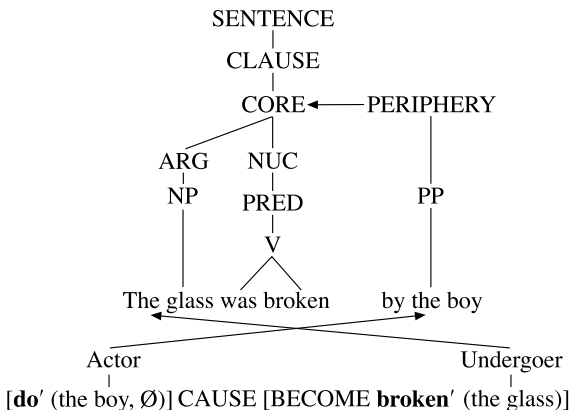 SENTENCE
CLAUSE
CORE PERIPHERY
ARG NUC
NP PRED PP
V
The glass was broken by the boy
Actor Undergoer
[do′ (the boy, Ø)] CAUSE [BECOME broken′ (the glass)]